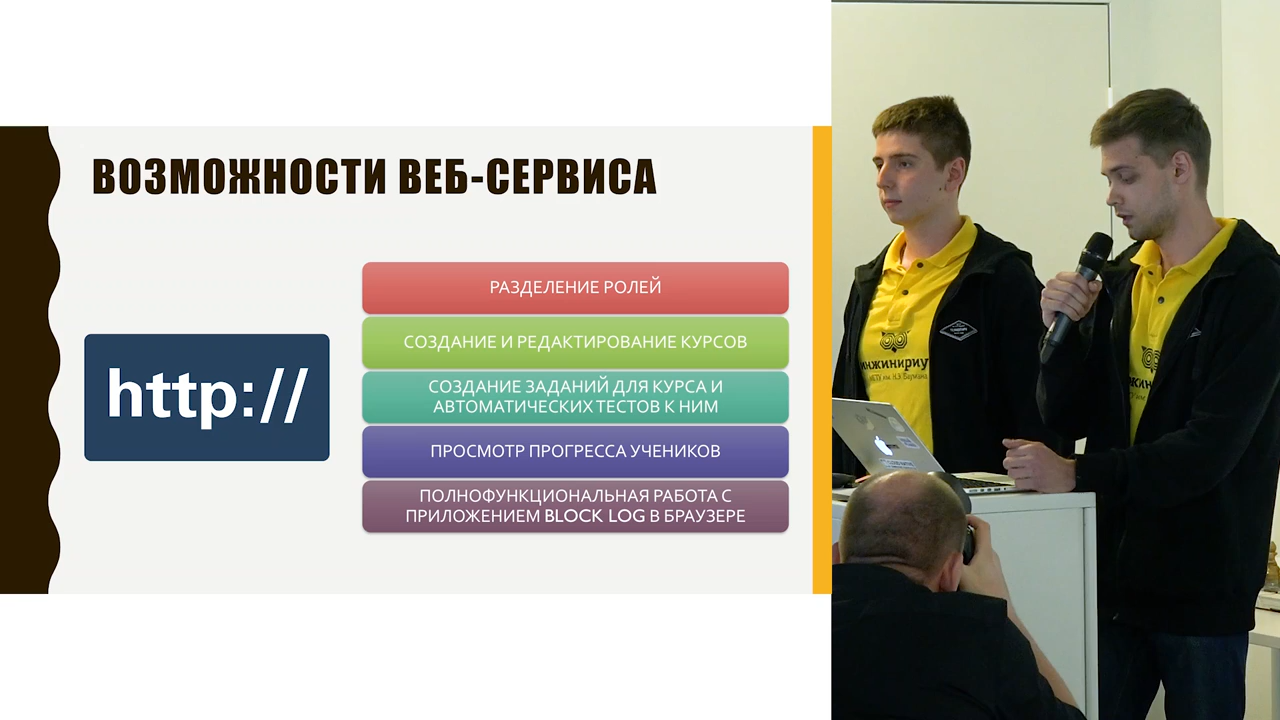 ВОЗМОЖНОСТИ ВЕБ-СЕРВИСА
http://
РАЗДЕЛЕНИЕ РОЛЕЙ
СОЗДАНИЕ И РЕДАКТИРОВАНИЕ КУРСОВ
СОЗДАНИЕ ЗАДАНИЙ ДЛЯ КУРСА И
АВТОМАТИЧЕСКИХ ТЕСТОВ К НИМ
ПРОСМОТР ПРОГРЕССА УЧЕНИКОВ
ПОЛНОФУНКЦИОНАЛЬНАЯ РАБОТА С
ПРИЛОЖЕНИЕМ BLOCK LOG В БРАУЗЕРЕ
инжинириу